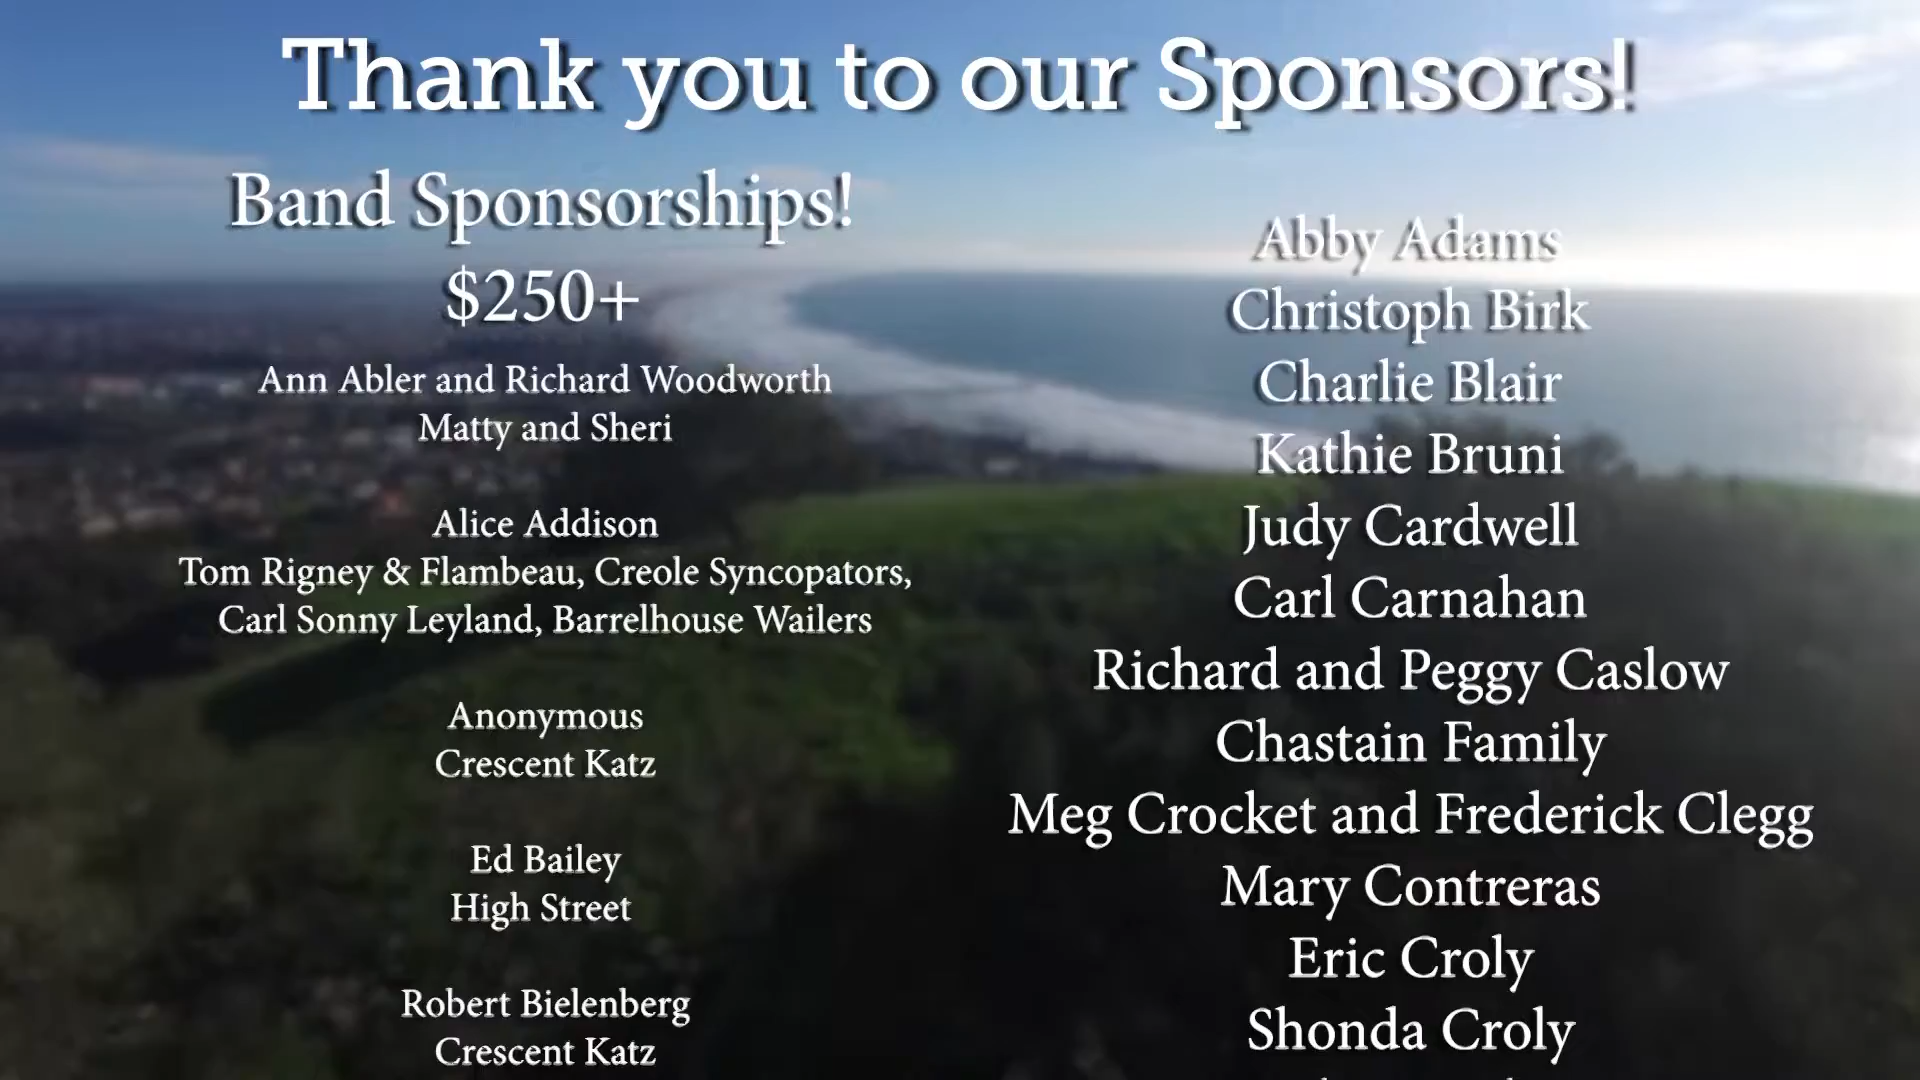 Thank you to our Sponsors!
Band Sponsorships!
$250+
Ann Abler and Richard Woodworth
Matty and Sheri
Alice Addison
Tom Rigney & Flambeau, Creole Syncopators,
Carl Sonny Leyland, Barrelhouse Wailers
Anonymous
Crescent Katz
Ed Bailey
High Street
Robert Bielenberg
Crescent Katz
Abby Adams
Christoph Birk
Charlie Blair
Kathie Bruni
Judy Cardwell
Carl Carnahan
Richard and Peggy Caslow
Chastain Family
Meg Crocket and Frederick Clegg
Mary Contreras
Eric Croly
Shonda Croly